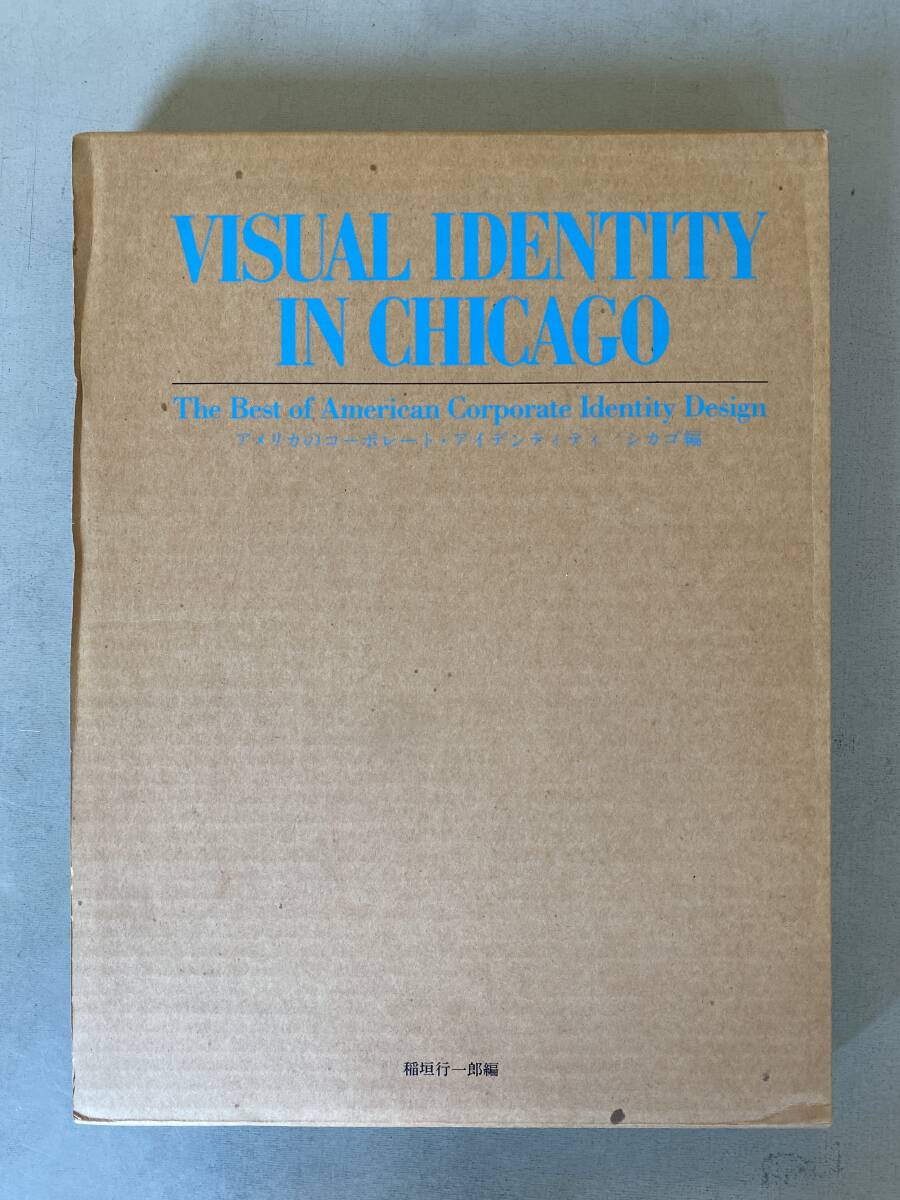 VISUAL IDENTITY
IN CHICAGO
The Best of American Corporate Identity Design
アメリカのコーポレート・アイデンティティ/シカゴ編
稲垣行一郎編